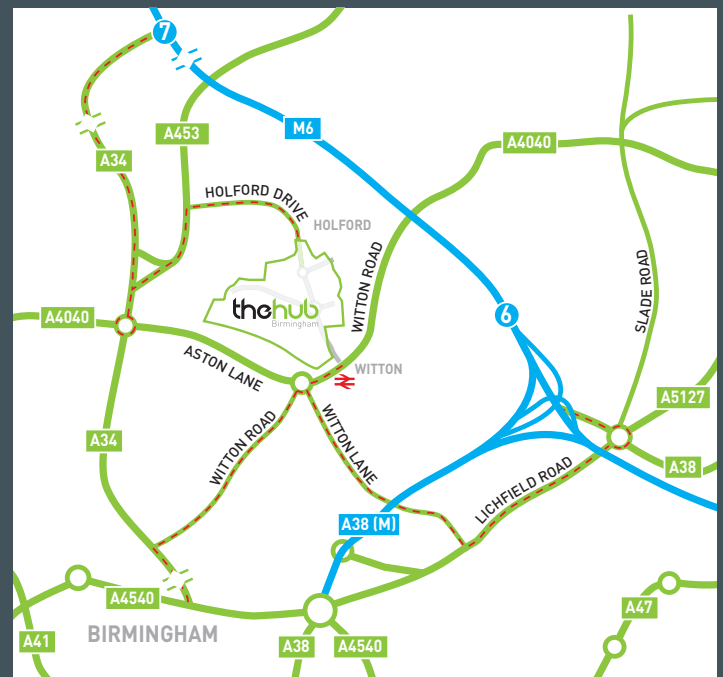 7
A453
M6
A4040
A34
HOLFORD DRIVE
HOLFORD
WITTON ROAD
SLADE ROAD
thehub
Birmingham
A4040
6
ASTON LANE
WITTON
A5127
WITTON ROAD
WITTON LANE
A34
LICHFIELD ROAD
A38
A38 (M)
A4540
A47
BIRMINGHAM
A41
A38
A4540